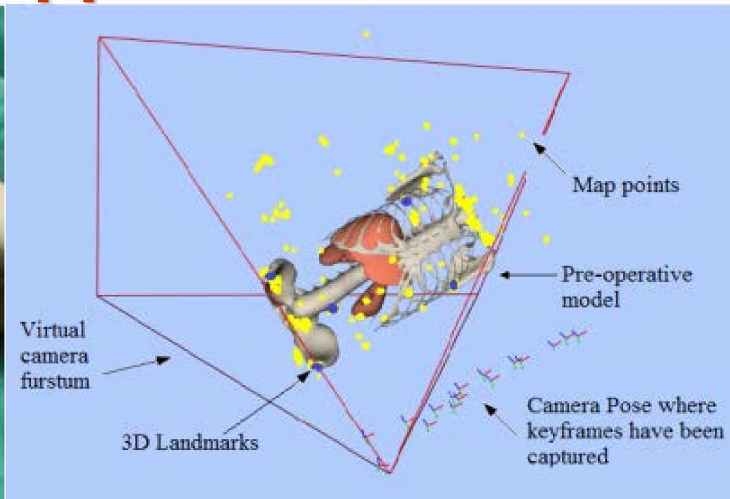 Map points
Pre-operative
model
Virtual
camera
furstum
3D Landmarks
Camera Pose where
keyframes have been
captured